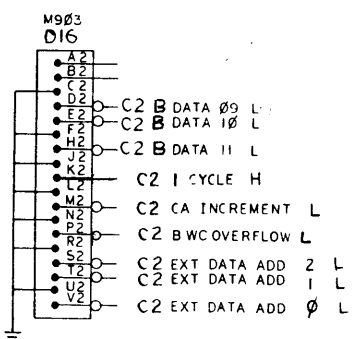 M9Ø3
D16
A2
B2
C2
D2
E2 C2 B DATA Ø9 L
F2 C2 B DATA 1Ø L
H2
J2 C2 B DATA 11 L
K2
L2 C2 I CYCLE H
M2
N2 C2 CA INCREMENT L
P2
R2 C2 BWCOVERFLOW L
S2
T2 C2 EXT DATA ADD 2 L
U2 C2 EXT DATA ADD 1 L
V2 C2 EXT DATA ADD Ø L